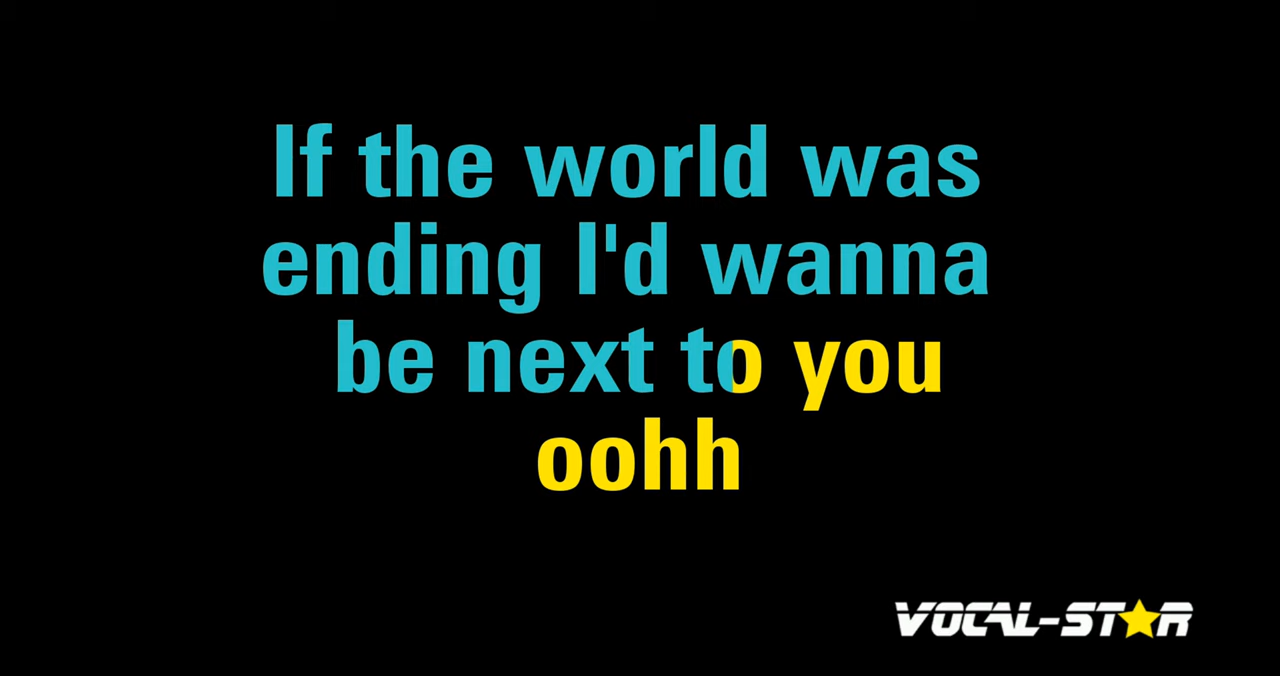 If the world was
ending I'd wanna
be next to you
oohh
VOCAL-STAR